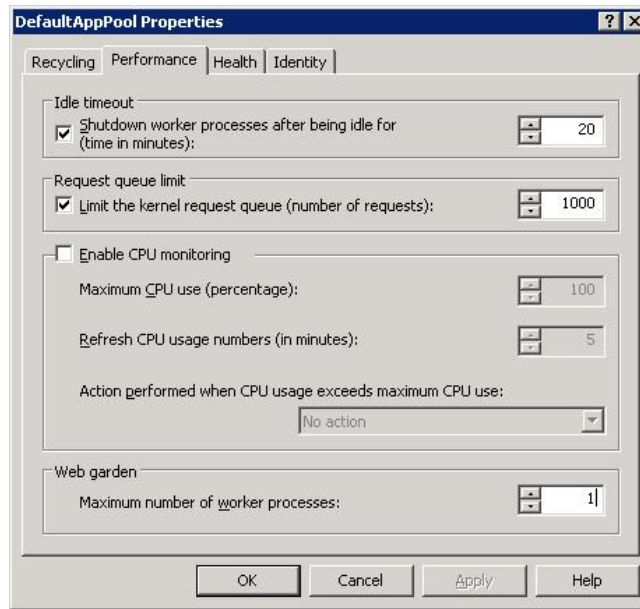 DefaultAppPool Properties
? X
Recycling Performance Health Identity
Idle timeout
Shutdown worker processes after being idle for
(time in minutes): 20
Request queue limit
Limit the kernel request queue (number of requests): 1000
Enable CPU monitoring
Maximum CPU use (percentage): 100
Refresh CPU usage numbers (in minutes): 5
Action performed when CPU usage exceeds maximum CPU use:
No action
Web garden
Maximum number of worker processes: 1
OK Cancel Apply Help